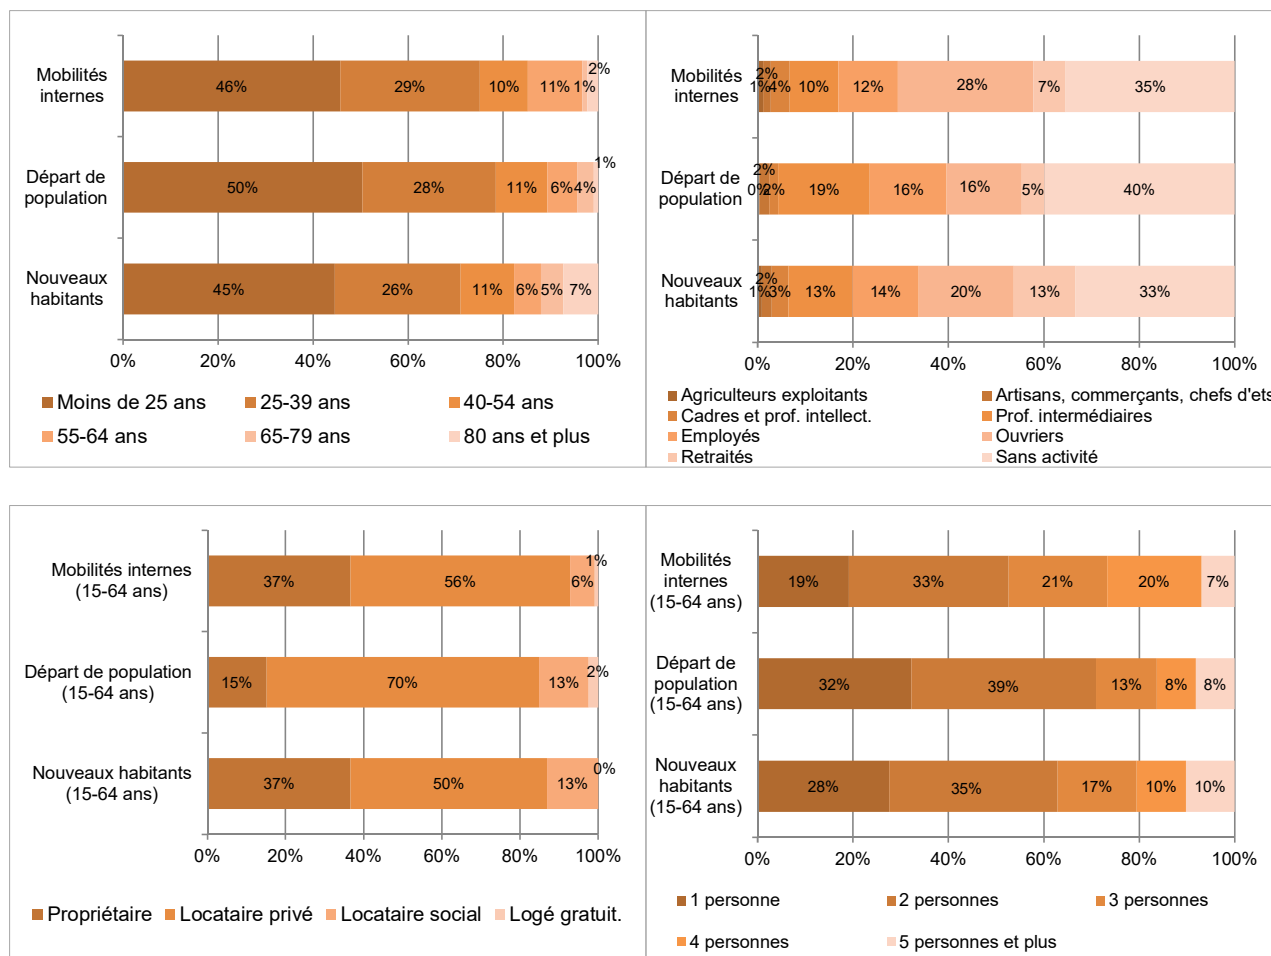 Mobilités
internes
46% 29% 10% 11% 1% 2%
Départ de
population
50% 28% 11% 6% 4% 1%
Nouveaux
habitants
45% 26% 11% 6% 5% 7%
0% 20% 40% 60% 80% 100%
Moins de 25 ans 25-39 ans 40-54 ans
55-64 ans 65-79 ans 80 ans et plus
Mobilités
internes
1% 2% 4% 10% 12% 28% 7% 35%
Départ de
population
0% 2% 2% 19% 16% 16% 5% 40%
Nouveaux
habitants
1% 2% 3% 13% 14% 20% 13% 33%
0% 20% 40% 60% 80% 100%
Agriculteurs exploitants Artisans, commerçants, chefs d'ets
Cadres et prof. intellect. Prof. intermédiaires
Employés Ouvriers
Retraités Sans activité
Mobilités internes
(15-64 ans)
37% 56% 6% 1%
Départ de population
(15-64 ans)
15% 70% 13% 2%
Nouveaux habitants
(15-64 ans)
37% 50% 13% 0%
0% 20% 40% 60% 80% 100%
Propriétaire Locataire privé Locataire social Logé gratuit.
Mobilités
internes
(15-64 ans)
19% 33% 21% 20% 7%
Départ de
population
(15-64 ans)
32% 39% 13% 8% 8%
Nouveaux
habitants
(15-64 ans)
28% 35% 17% 10% 10%
0% 20% 40% 60% 80% 100%
1 personne 2 personnes 3 personnes
4 personnes 5 personnes et plus